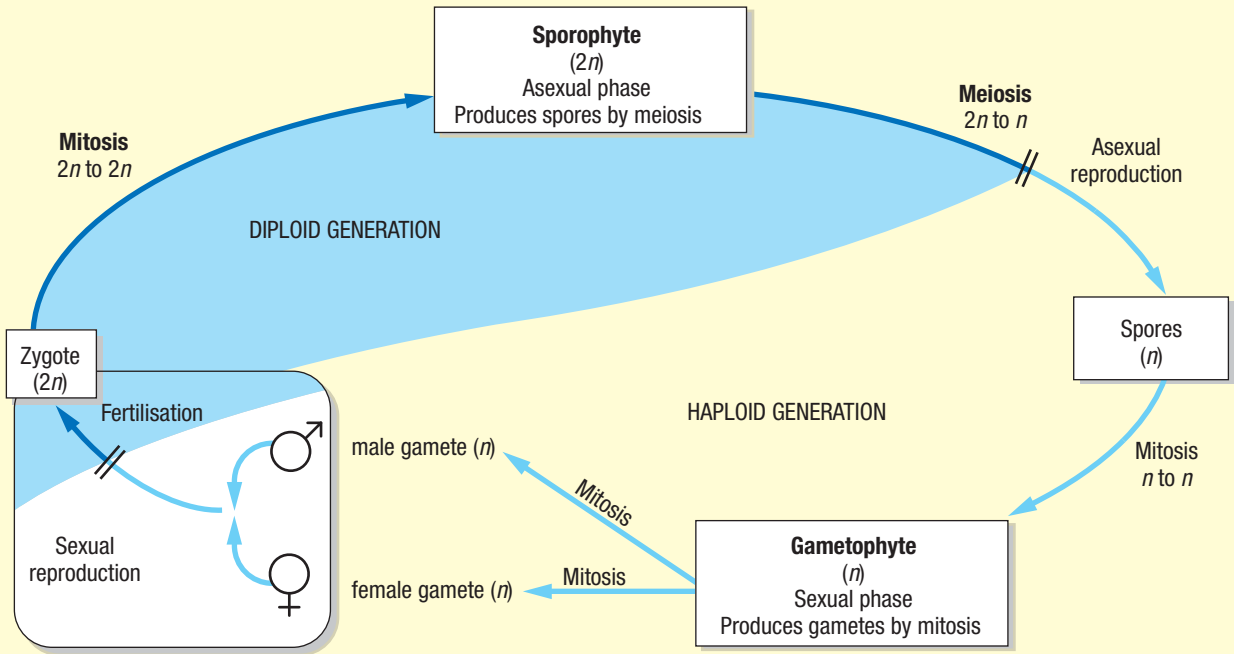 Sporophyte
(2n)
Asexual phase
Produces spores by meiosis
Mitosis
2n to 2n
Meiosis
2n to n
Asexual
reproduction
DIPLOID GENERATION
Zygote
(2n)
Spores
(n)
Fertilisation
HAPLOID GENERATION
male gamete (n)
Mitosis
n to n
Mitosis
Sexual
reproduction
Gametophyte
(n)
Sexual phase
Produces gametes by mitosis
Mitosis
female gamete (n)